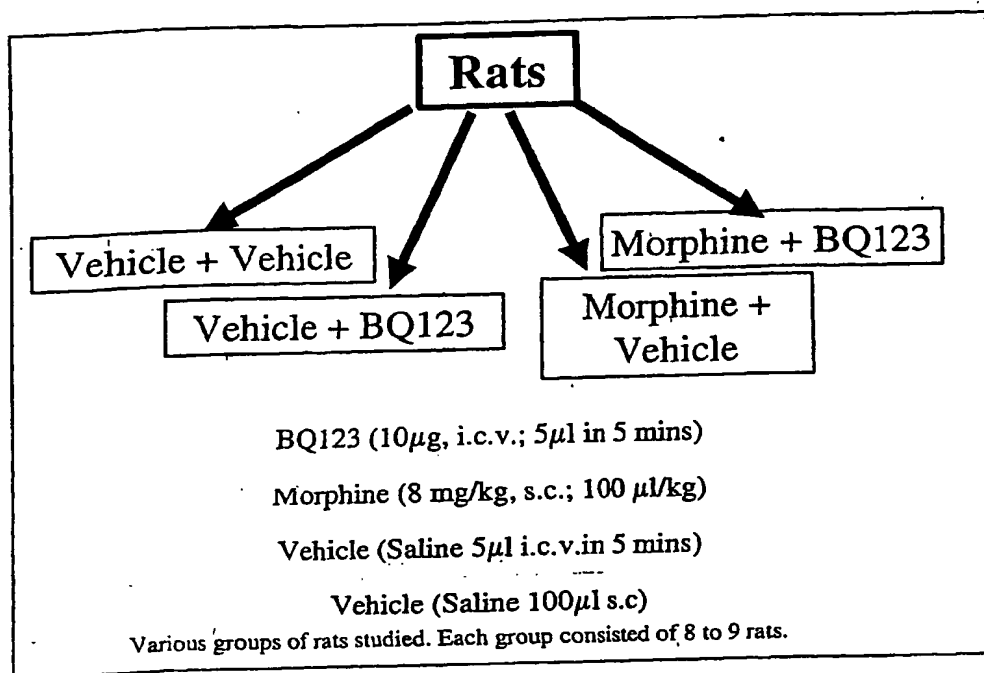 Rats
Vehicle + Vehicle
Vehicle + BQ123
Morphine +
Vehicle
Morphine + BQ123
BQ123 (10µg, i.c.v.; 5µl in 5 mins)
Morphine (8 mg/kg, s.c.; 100 µl/kg)
Vehicle (Saline 5µl i.c.v.in 5 mins)
Vehicle (Saline 100µl s.c)
Various groups of rats studied. Each group consisted of 8 to 9 rats.